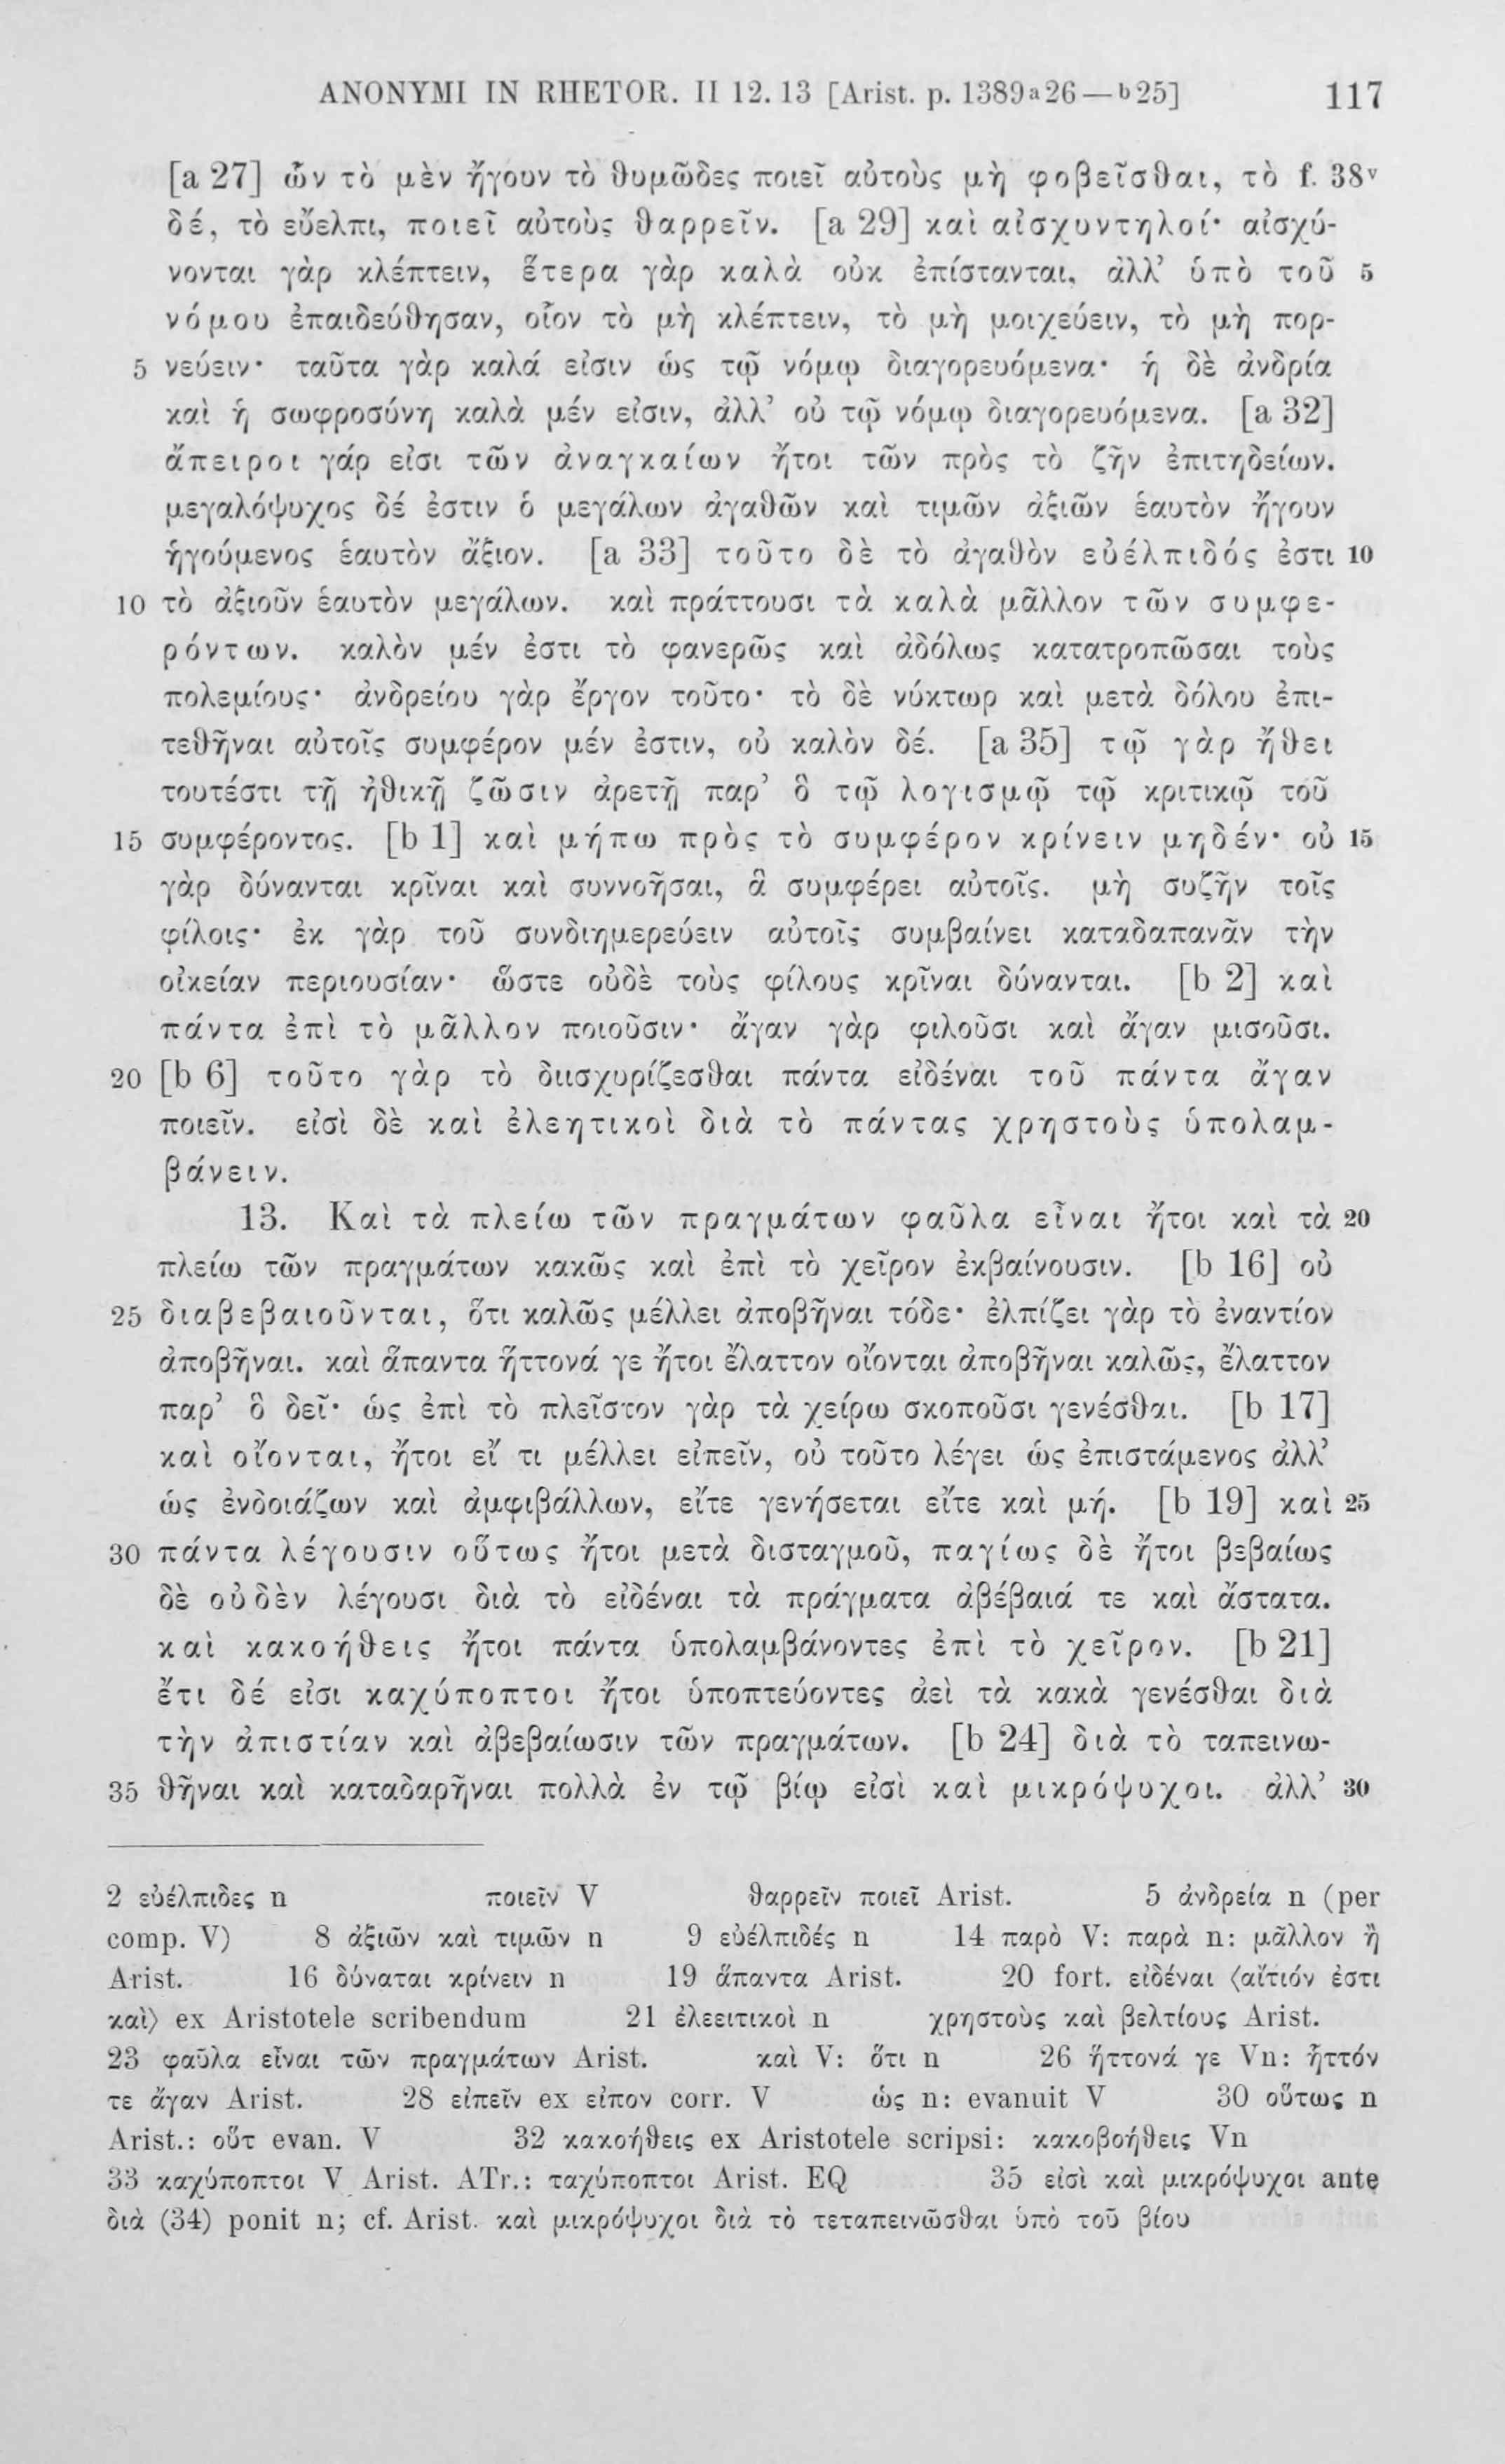 ANONYMI IN RHETOR. II 12. 13 [Arist. p. 1389a26—b25] 117
[a 27] ὧν τὸ μὲν ἤγουν τὸ θυμῶδες ποιεῖ αὐτοὺς μὴ φοβεῖσθαι, τὸ f. 38v
δέ, τὸ εὔελπι, ποιεῖ αὐτοὺς θαρρεῖν. [a 29] καὶ αἰσχυντηλοί· αἰσχύ-
νονται γὰρ κλέπτειν, ἕτερα γὰρ καλὰ οὐκ ἐπίστανται, ἀλλ’ ὑπὸ τοῦ 5
νόμου ἐπαιδεύθησαν, οἷον τὸ μὴ κλέπτειν, τὸ μὴ μοιχεύειν, τὸ μὴ πορ-
5 νεύειν· ταῦτα γὰρ καλά εἰσιν ὡς τῷ νόμῳ διαγορευόμενα· ἡ δὲ ἀνδρία
καὶ ἡ σωφροσύνη καλὰ μέν εἰσιν, ἀλλ’ οὐ τῷ νόμῳ διαγορευόμενα. [a 32]
ἄπειροι γάρ εἰσι τῶν ἀναγκαίων ἤτοι τῶν πρὸς τὸ ζῆν ἐπιτηδείων.
μεγαλόψυχος δέ ἐστιν ὁ μεγάλων ἀγαθῶν καὶ τιμῶν ἀξιῶν ἑαυτὸν ἤγουν
ἡγούμενος ἑαυτὸν ἄξιον. [a 33] τοῦτο δὲ τὸ ἀγαθὸν εὐέλπιδός ἐστι 10
10 τὸ ἀξιοῦν ἑαυτὸν μεγάλων. καὶ πράττουσι τὰ καλὰ μᾶλλον τῶν συμφε-
ρόντων. καλὸν μέν ἐστι τὸ φανερῶς καὶ ἀδόλως κατατροπῶσαι τοὺς
πολεμίους· ἀνδρείου γὰρ ἔργον τοῦτο· τὸ δὲ νύκτωρ καὶ μετὰ δόλου ἐπι-
τεθῆναι αὐτοῖς συμφέρον μέν ἐστιν, οὐ καλὸν δέ. [a 35] τῷ γὰρ ἤθει
τουτέστι τῇ ἠθικῇ ζῶσιν ἀρετῇ παρ’ ὃ τῷ λογισμῷ τῷ κριτικῷ τοῦ
15 συμφέροντος. [b 1] καὶ μήπω πρὸς τὸ συμφέρον κρίνειν μηδέν· οὐ 15
γὰρ δύνανται κρῖναι καὶ συννοῆσαι, ἃ συμφέρει αὐτοῖς. μὴ συζῆν τοῖς
φίλοις· ἐκ γὰρ τοῦ συνδιημερεύειν αὐτοῖς συμβαίνει καταδαπανᾶν τὴν
οἰκείαν περιουσίαν· ὥστε οὐδὲ τοὺς φίλους κρῖναι δύνανται. [b 2] καὶ
πάντα ἐπὶ τὸ μᾶλλον ποιοῦσιν· ἄγαν γὰρ φιλοῦσι καὶ ἄγαν μισοῦσι.
20 [b 6] τοῦτο γὰρ τὸ διισχυρίζεσθαι πάντα εἰδέναι τοῦ πάντα ἄγαν
ποιεῖν. εἰσὶ δὲ καὶ ἐλεητικοὶ διὰ τὸ πάντας χρηστοὺς ὑπολαμ-
βάνειν.
13. Καὶ τὰ πλείω τῶν πραγμάτων φαῦλα εἶναι ἤτοι καὶ τὰ 20
πλείω τῶν πραγμάτων κακῶς καὶ ἐπὶ τὸ χεῖρον ἐκβαίνουσιν. [b 16] οὐ
25 διαβεβαιοῦνται, ὅτι καλῶς μέλλει ἀποβῆναι τόδε· ἐλπίζει γὰρ τὸ ἐναντίον
ἀποβῆναι. καὶ ἅπαντα ἥττονά γε ἤτοι ἔλαττον οἴονται ἀποβῆναι καλῶς, ἔλαττον
παρ’ ὃ δεῖ· ὡς ἐπὶ τὸ πλεῖστον γὰρ τὰ χείρω σκοποῦσι γενέσθαι. [b 17]
καὶ οἴονται, ἤτοι εἴ τι μέλλει εἰπεῖν, οὐ τοῦτο λέγει ὡς ἐπιστάμενος ἀλλ’
ὡς ἐνδοιάζων καὶ ἀμφιβάλλων, εἴτε γενήσεται εἴτε καὶ μή. [b 19] καὶ 25
30 πάντα λέγουσιν οὕτως ἤτοι μετὰ δισταγμοῦ, παγίως δὲ ἤτοι βεβαίως
δὲ οὐδὲν λέγουσι διὰ τὸ εἰδέναι τὰ πράγματα ἀβέβαιά τε καὶ ἄστατα.
καὶ κακοήθεις ἤτοι πάντα ὑπολαμβάνοντες ἐπὶ τὸ χεῖρον. [b 21]
ἔτι δέ εἰσι καχύποπτοι ἤτοι ὑποπτεύοντες ἀεὶ τὰ κακὰ γενέσθαι διὰ
τὴν ἀπιστίαν καὶ ἀβεβαίωσιν τῶν πραγμάτων. [b 24] διὰ τὸ ταπεινω-
35 θῆναι καὶ καταδαρῆναι πολλὰ ἐν τῷ βίῳ εἰσὶ καὶ μικρόψυχοι. ἀλλ’ 30
2 εὐέλπιδες n ποιεῖν V θαρρεῖν ποιεῖ Arist. 5 ἀνδρεία n (per
comp. V) 8 ἀξιῶν καὶ τιμῶν n 9 εὐέλπιδές n 14 παρὸ V: παρὰ n: μᾶλλον ἢ
Arist. 16 δύναται κρίνειν n 19 ἅπαντα Arist. 20 fort. εἰδέναι ⟨αἴτιόν ἐστι
καὶ⟩ ex Aristotele scribendum 21 ἐλεειτικοὶ n χρηστοὺς καὶ βελτίους Arist.
23 φαῦλα εἶναι τῶν πραγμάτων Arist. καὶ V: ὅτι n 26 ἥττονά γε Vn: ἧττόν
τε ἄγαν Arist. 28 εἰπεῖν ex εἰπον corr. V ὡς n: evanuit V 30 οὕτως n
Arist.: οὕτ evan. V 32 κακοήθεις ex Aristotele scripsi: κακοβοήθεις Vn
33 καχύποπτοι V Arist. ATr.: ταχύποπτοι Arist. EQ 35 εἰσὶ καὶ μικρόψυχοι ante
διὰ (34) ponit n; cf. Arist. καὶ μικρόψυχοι διὰ τὸ τεταπεινῶσθαι ὑπὸ τοῦ βίου